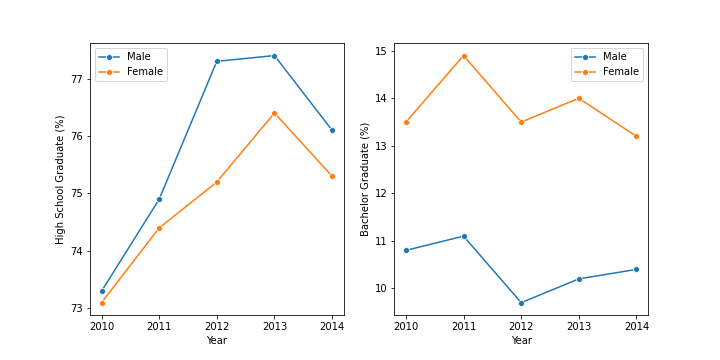 Male
Female
High School Graduate (%)
77
76
75
74
73
2010 2011 2012 2013 2014
Year
Male
Female
Bachelor Graduate (%)
15
14
13
12
11
10
2010 2011 2012 2013 2014
Year